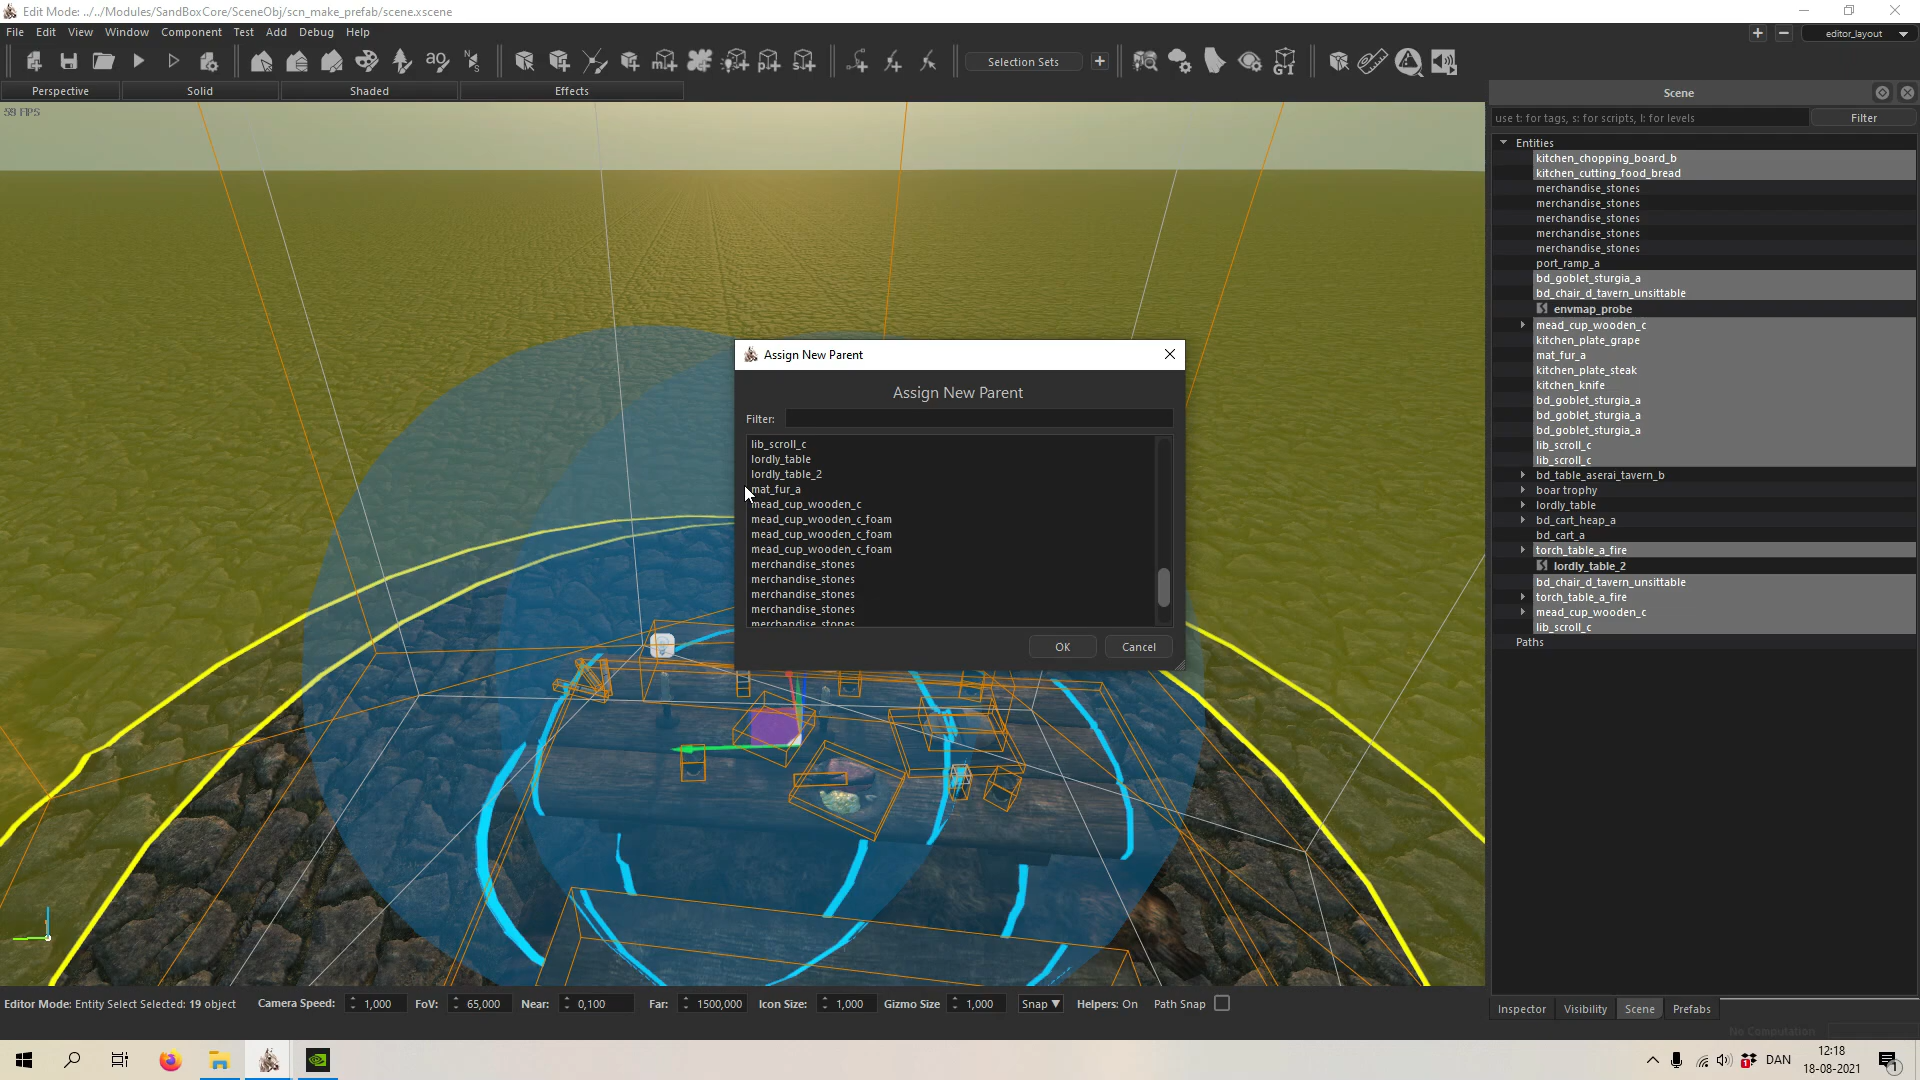 Edit Mode: ../../Modules/SandBoxCore/SceneObj/scn_make_prefab/scene.xscene
File Edit View Window Component Test Add Debug Help
editor_layout
Selection Sets
Perspective Solid Shaded Effects
59 FPS
Scene
use t: for tags, s: for scripts, l: for levels
Filter
Entities
kitchen_chopping_board_b
kitchen_cutting_food_bread
merchandise_stones
merchandise_stones
merchandise_stones
merchandise_stones
merchandise_stones
port_ramp_a
bd_goblet_sturgia_a
bd_chair_d_tavern_unsittable
envmap_probe
mead_cup_wooden_c
kitchen_plate_grape
mat_fur_a
kitchen_plate_steak
kitchen_knife
bd_goblet_sturgia_a
bd_goblet_sturgia_a
bd_goblet_sturgia_a
lib_scroll_c
lib_scroll_c
bd_table_aserai_tavern_b
boar trophy
lordly_table
bd_cart_heap_a
bd_cart_a
torch_table_a_fire
lordly_table_2
bd_chair_d_tavern_unsittable
torch_table_a_fire
mead_cup_wooden_c
lib_scroll_c
Paths
Assign New Parent
Assign New Parent
Filter:
lib_scroll_c
lordly_table
lordly_table_2
mat_fur_a
mead_cup_wooden_c
mead_cup_wooden_c_foam
mead_cup_wooden_c_foam
mead_cup_wooden_c_foam
merchandise_stones
merchandise_stones
merchandise_stones
merchandise_stones
merchandise_stones
OK Cancel
Editor Mode: Entity Select Selected: 19 object Camera Speed: 1,000 FoV: 65,000 Near: 0,100 Far: 1500,000 Icon Size: 1,000 Gizmo Size 1,000 Snap Helpers: On Path Snap
Inspector Visibility Scene Prefabs
No Computation
DAN
12:18
18-08-2021
1